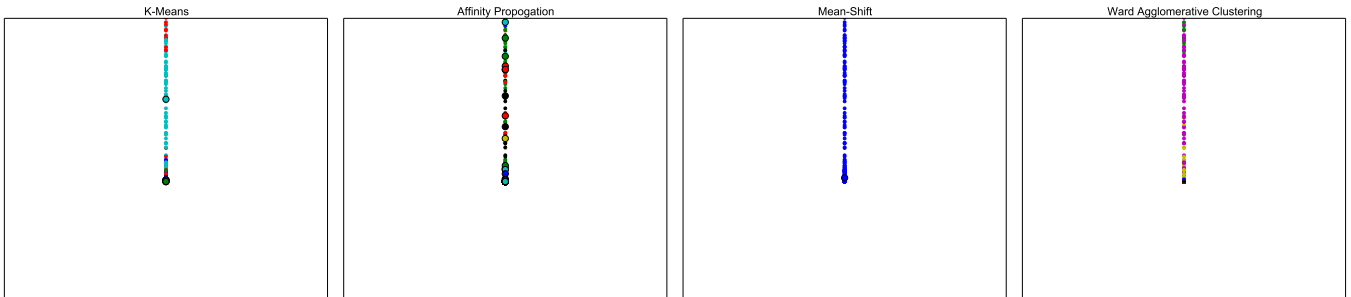 K-Means
Affinity Propogation
Mean-Shift
Ward Agglomerative Clustering